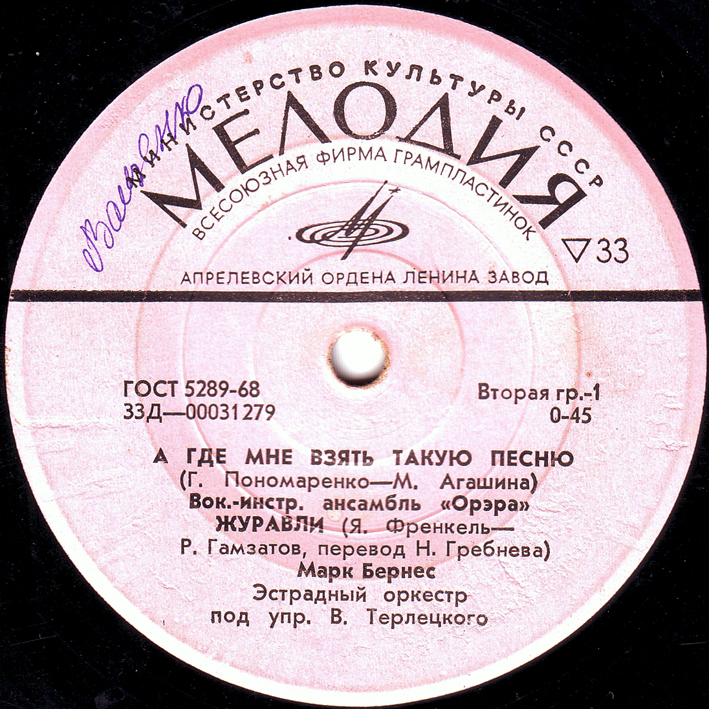 МИНИСТЕРСТВО КУЛЬТУРЫ СССР
МЕЛОДИЯ
ВСЕСОЮЗНАЯ ФИРМА ГРАМПЛАСТИНОК
▽33
АПРЕЛЕВСКИЙ ОРДЕНА ЛЕНИНА ЗАВОД
ГОСТ 5289-68
Вторая гр.-1
33Д—00031279
0-45
А ГДЕ МНЕ ВЗЯТЬ ТАКУЮ ПЕСНЮ
(Г. Пономаренко—М. Агашина)
Вок.-инстр. ансамбль «Орэра»
ЖУРАВЛИ (Я. Френкель—
Р. Гамзатов, перевод Н. Гребнева)
Марк Бернес
Эстрадный оркестр
под упр. В. Терлецкого